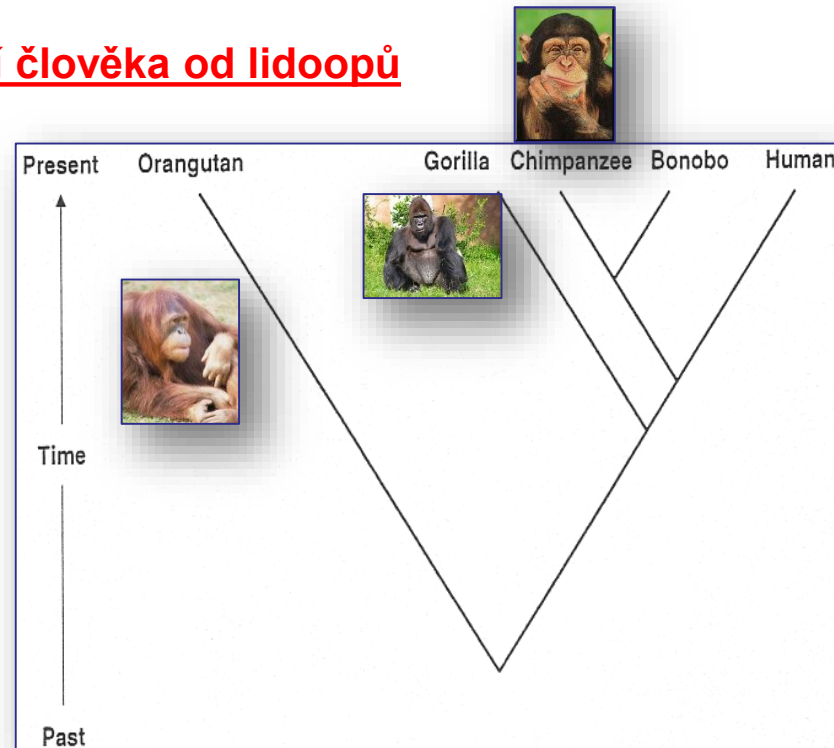 í člověka od lidoopů
Present Orangutan Gorilla Chimpanzee Bonobo Human
Time
Past